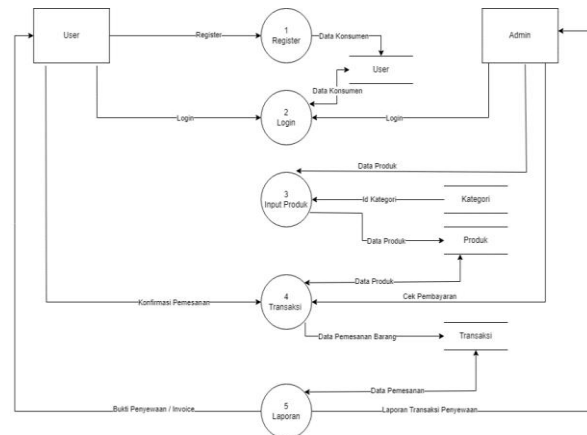 User
Register
1
Register
Data Konsumen
Admin
User
Data Konsumen
2
Login
Login
Login
Data Produk
3
Input Produk
Id Kategori
Kategori
Data Produk
Produk
Data Produk
Konfirmasi Pemesanan
4
Transaksi
Cek Pembayaran
Data Pemesanan Barang
Transaksi
Data Pemesanan
Bukti Penyewaan / Invoice
5
Laporan
Laporan Transaksi Penyewaan